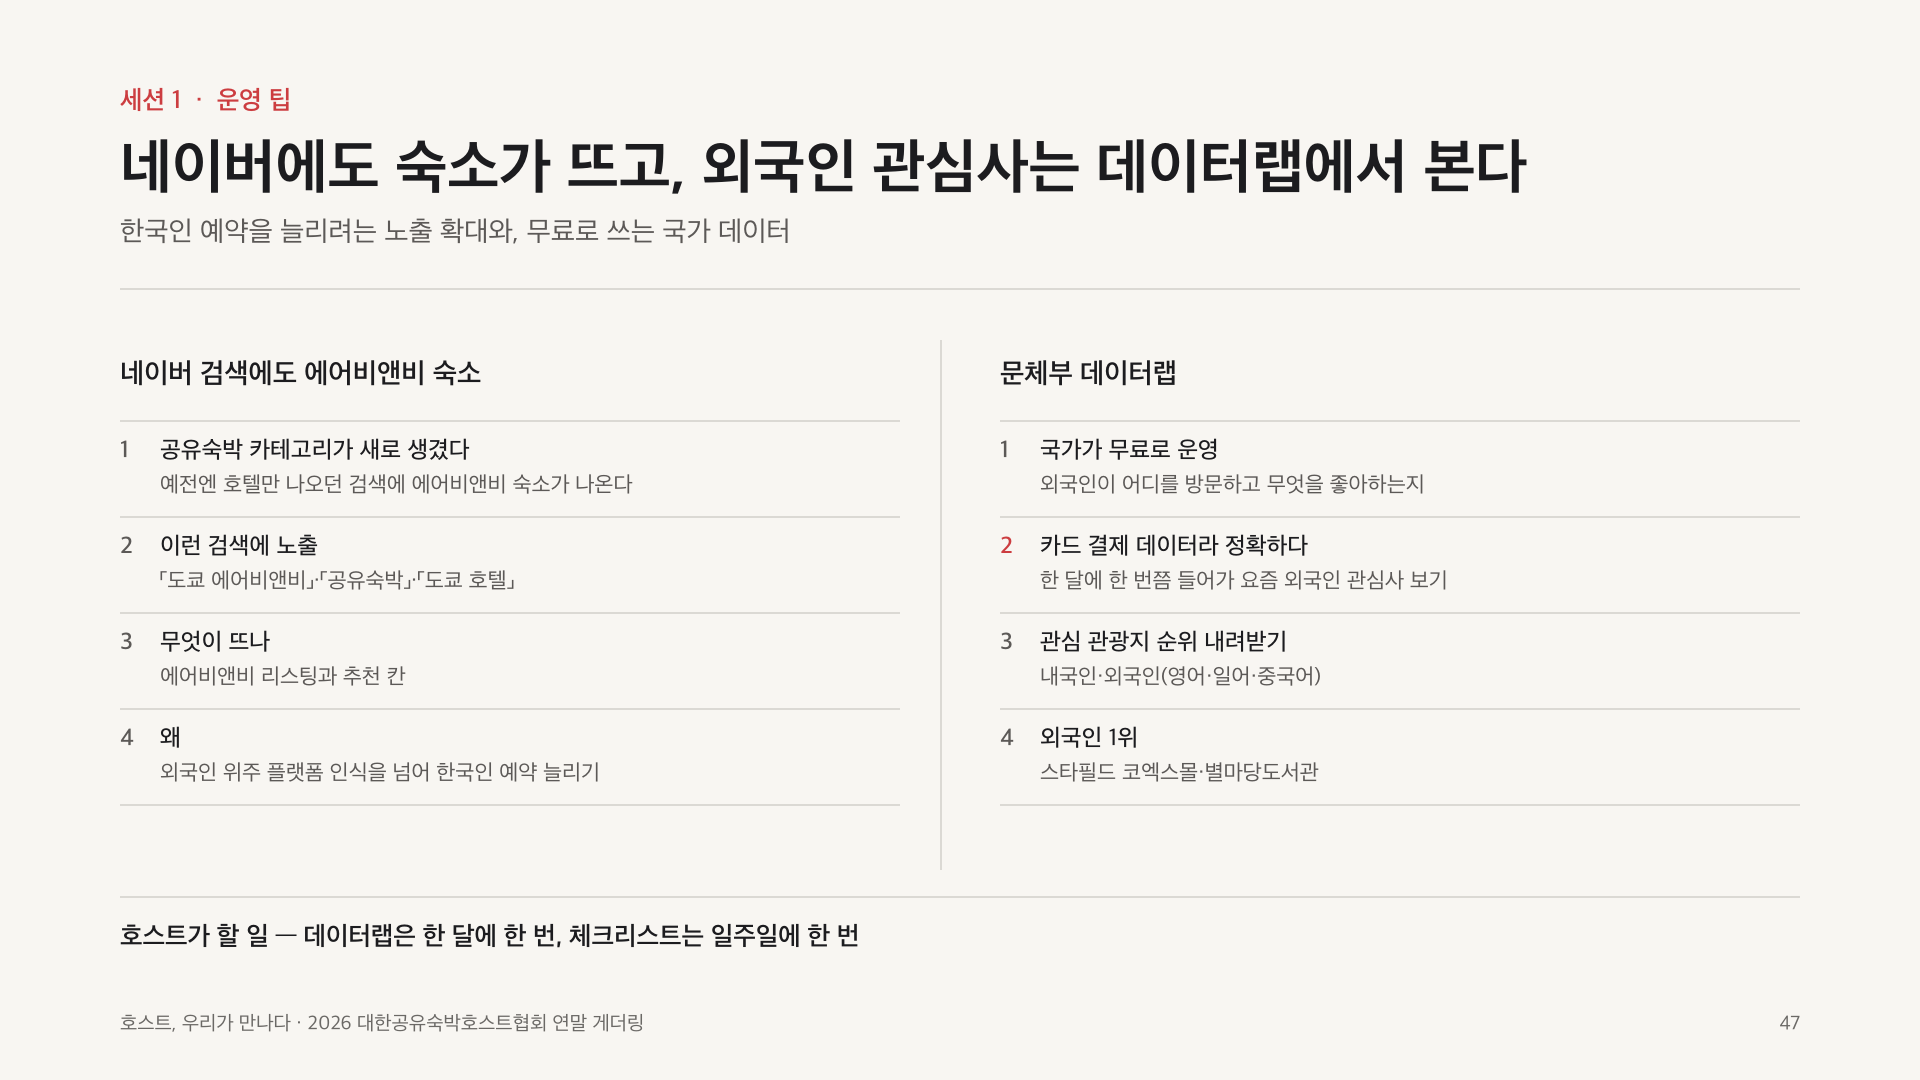 세션 1 · 운영 팁
네이버에도 숙소가 뜨고, 외국인 관심사는 데이터랩에서 본다
한국인 예약을 늘리려는 노출 확대와, 무료로 쓰는 국가 데이터
네이버 검색에도 에어비앤비 숙소
1 공유숙박 카테고리가 새로 생겼다
예전엔 호텔만 나오던 검색에 에어비앤비 숙소가 나온다
2 이런 검색에 노출
「도쿄 에어비앤비」·「공유숙박」·「도쿄 호텔」
3 무엇이 뜨나
에어비앤비 리스팅과 추천 칸
4 왜
외국인 위주 플랫폼 인식을 넘어 한국인 예약 늘리기
문체부 데이터랩
1 국가가 무료로 운영
외국인이 어디를 방문하고 무엇을 좋아하는지
2 카드 결제 데이터라 정확하다
한 달에 한 번쯤 들어가 요즘 외국인 관심사 보기
3 관심 관광지 순위 내려받기
내국인·외국인(영어·일어·중국어)
4 외국인 1위
스타필드 코엑스몰·별마당도서관
호스트가 할 일 — 데이터랩은 한 달에 한 번, 체크리스트는 일주일에 한 번
호스트, 우리가 만나다 · 2026 대한공유숙박호스트협회 연말 게더링
47